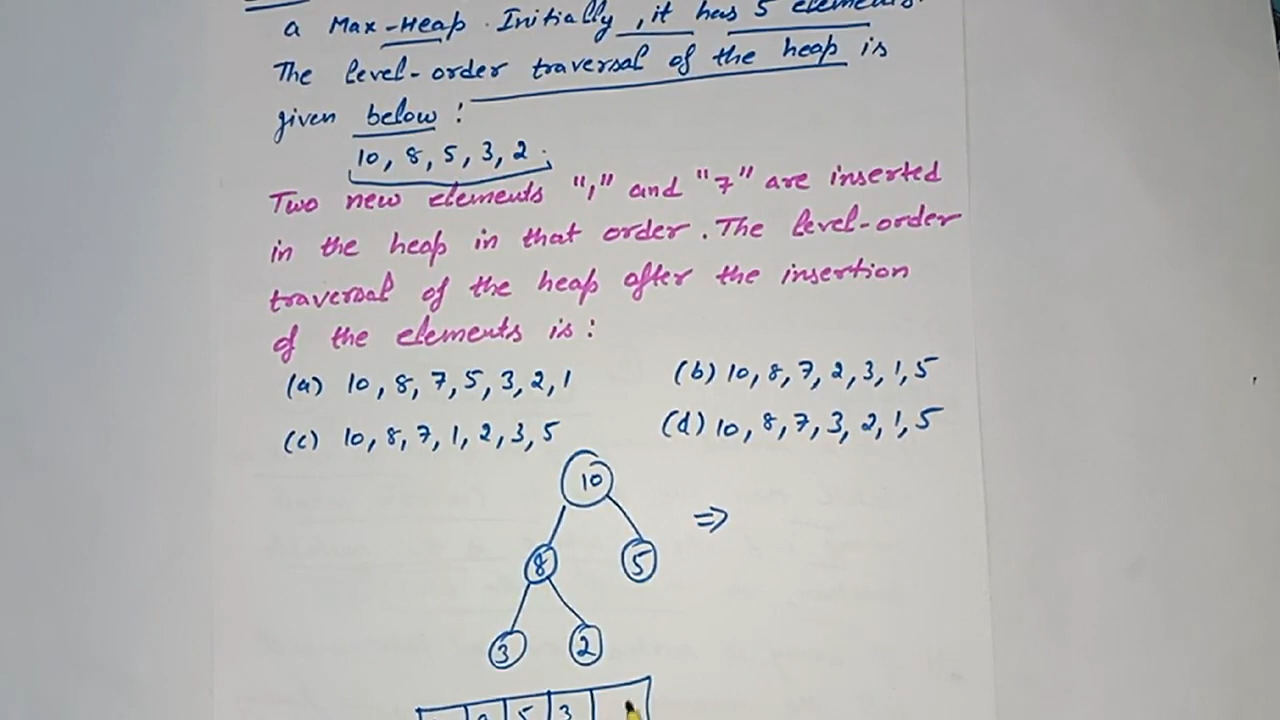 a Max-Heap. Initially, it has 5 elements.
The level-order traversal of the heap is
given below:
10, 8, 5, 3, 2.
Two new elements "1" and "7" are inserted
in the heap in that order. The level-order
traversal of the heap after the insertion
of the elements is:
(a) 10, 8, 7, 5, 3, 2, 1
(b) 10, 8, 7, 2, 3, 1, 5
(c) 10, 8, 7, 1, 2, 3, 5
(d) 10, 8, 7, 3, 2, 1, 5
10
⇒
8 5
3 2
8 5 3